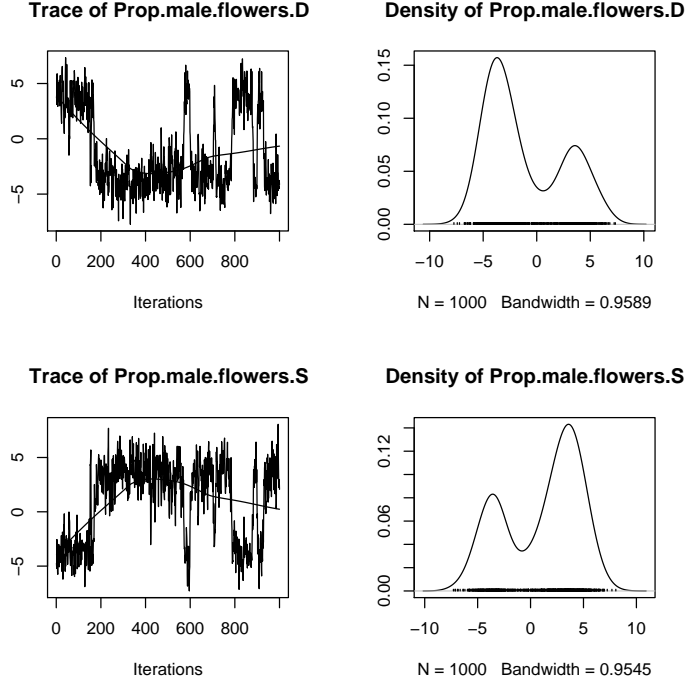 Trace of Prop.male.flowers.D
5
0
−5
0 200 400 600 800
Iterations
Density of Prop.male.flowers.D
0.15
0.10
0.05
0.00
−10 −5 0 5 10
N = 1000 Bandwidth = 0.9589
Trace of Prop.male.flowers.S
5
0
−5
0 200 400 600 800
Iterations
Density of Prop.male.flowers.S
0.12
0.06
0.00
−10 −5 0 5 10
N = 1000 Bandwidth = 0.9545